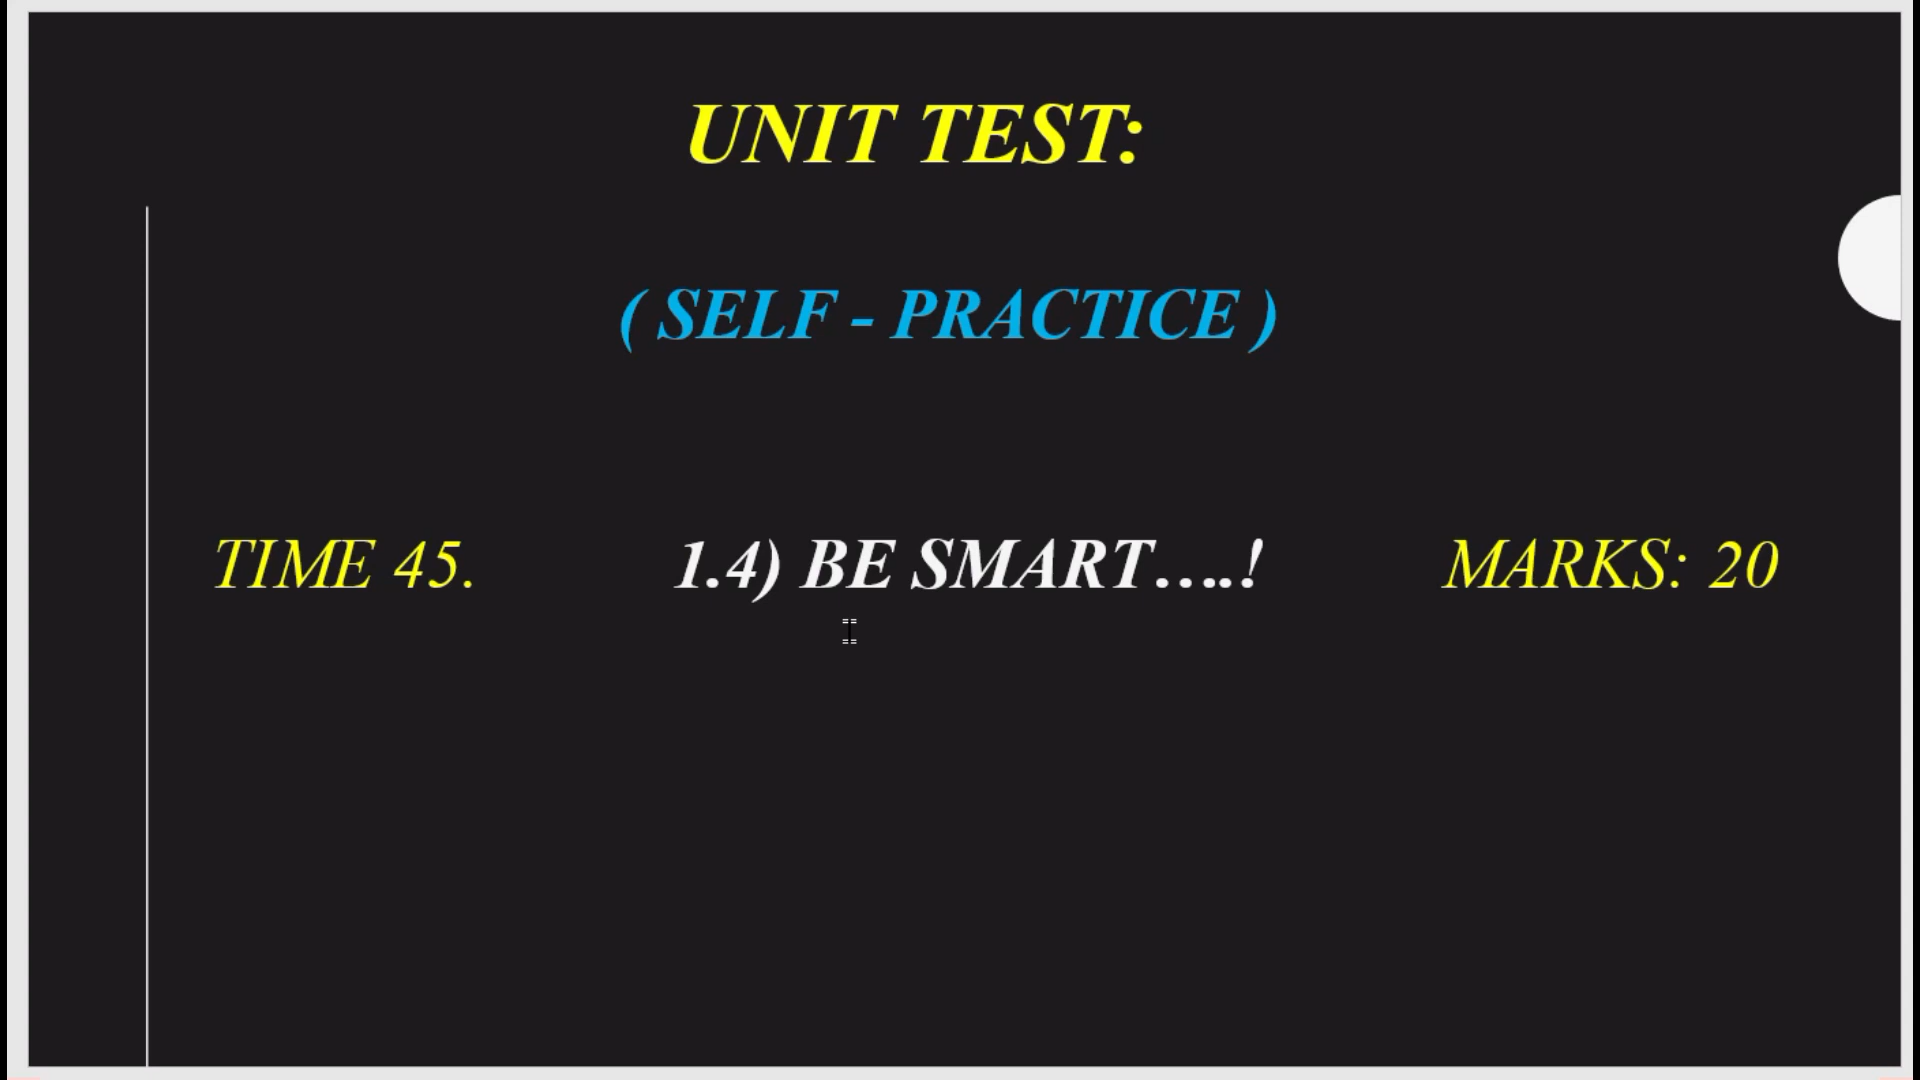 UNIT TEST:
( SELF - PRACTICE )
TIME 45. 1.4) BE SMART….! MARKS: 20